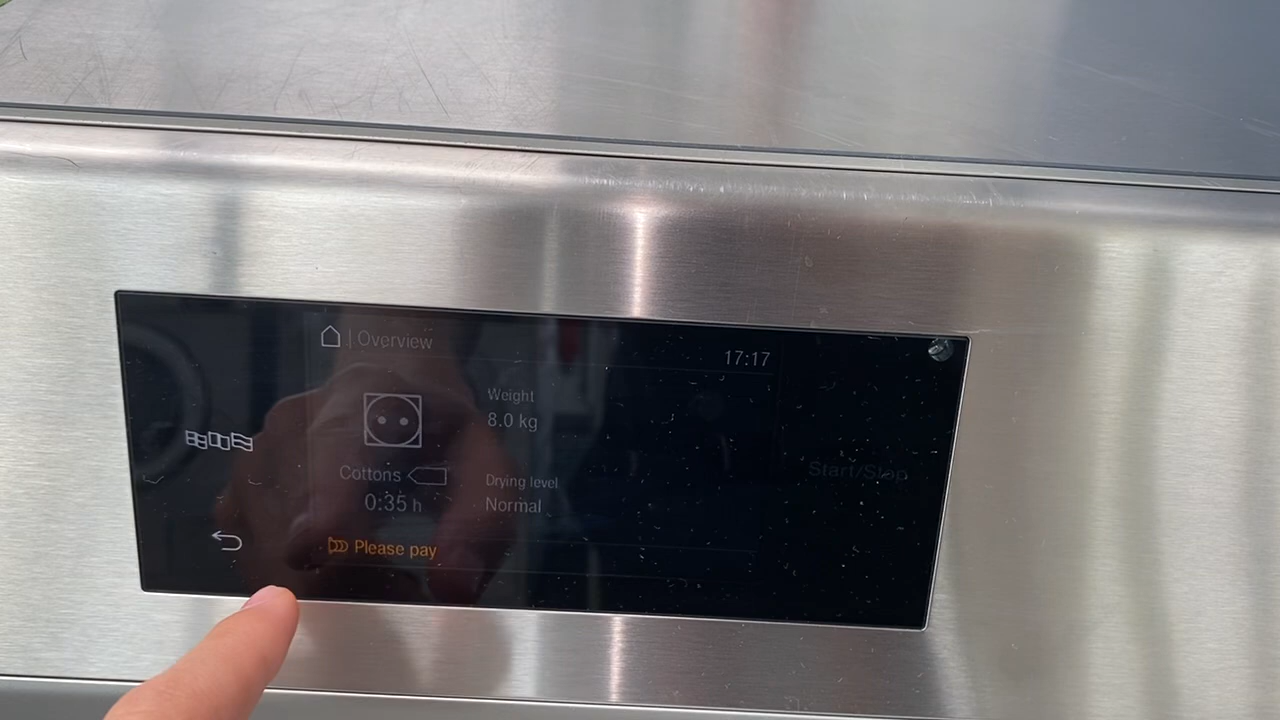 Overview
17:17
Weight
8.0 kg
Cottons
0:35 h
Drying level
Normal
Start/Stop
Please pay